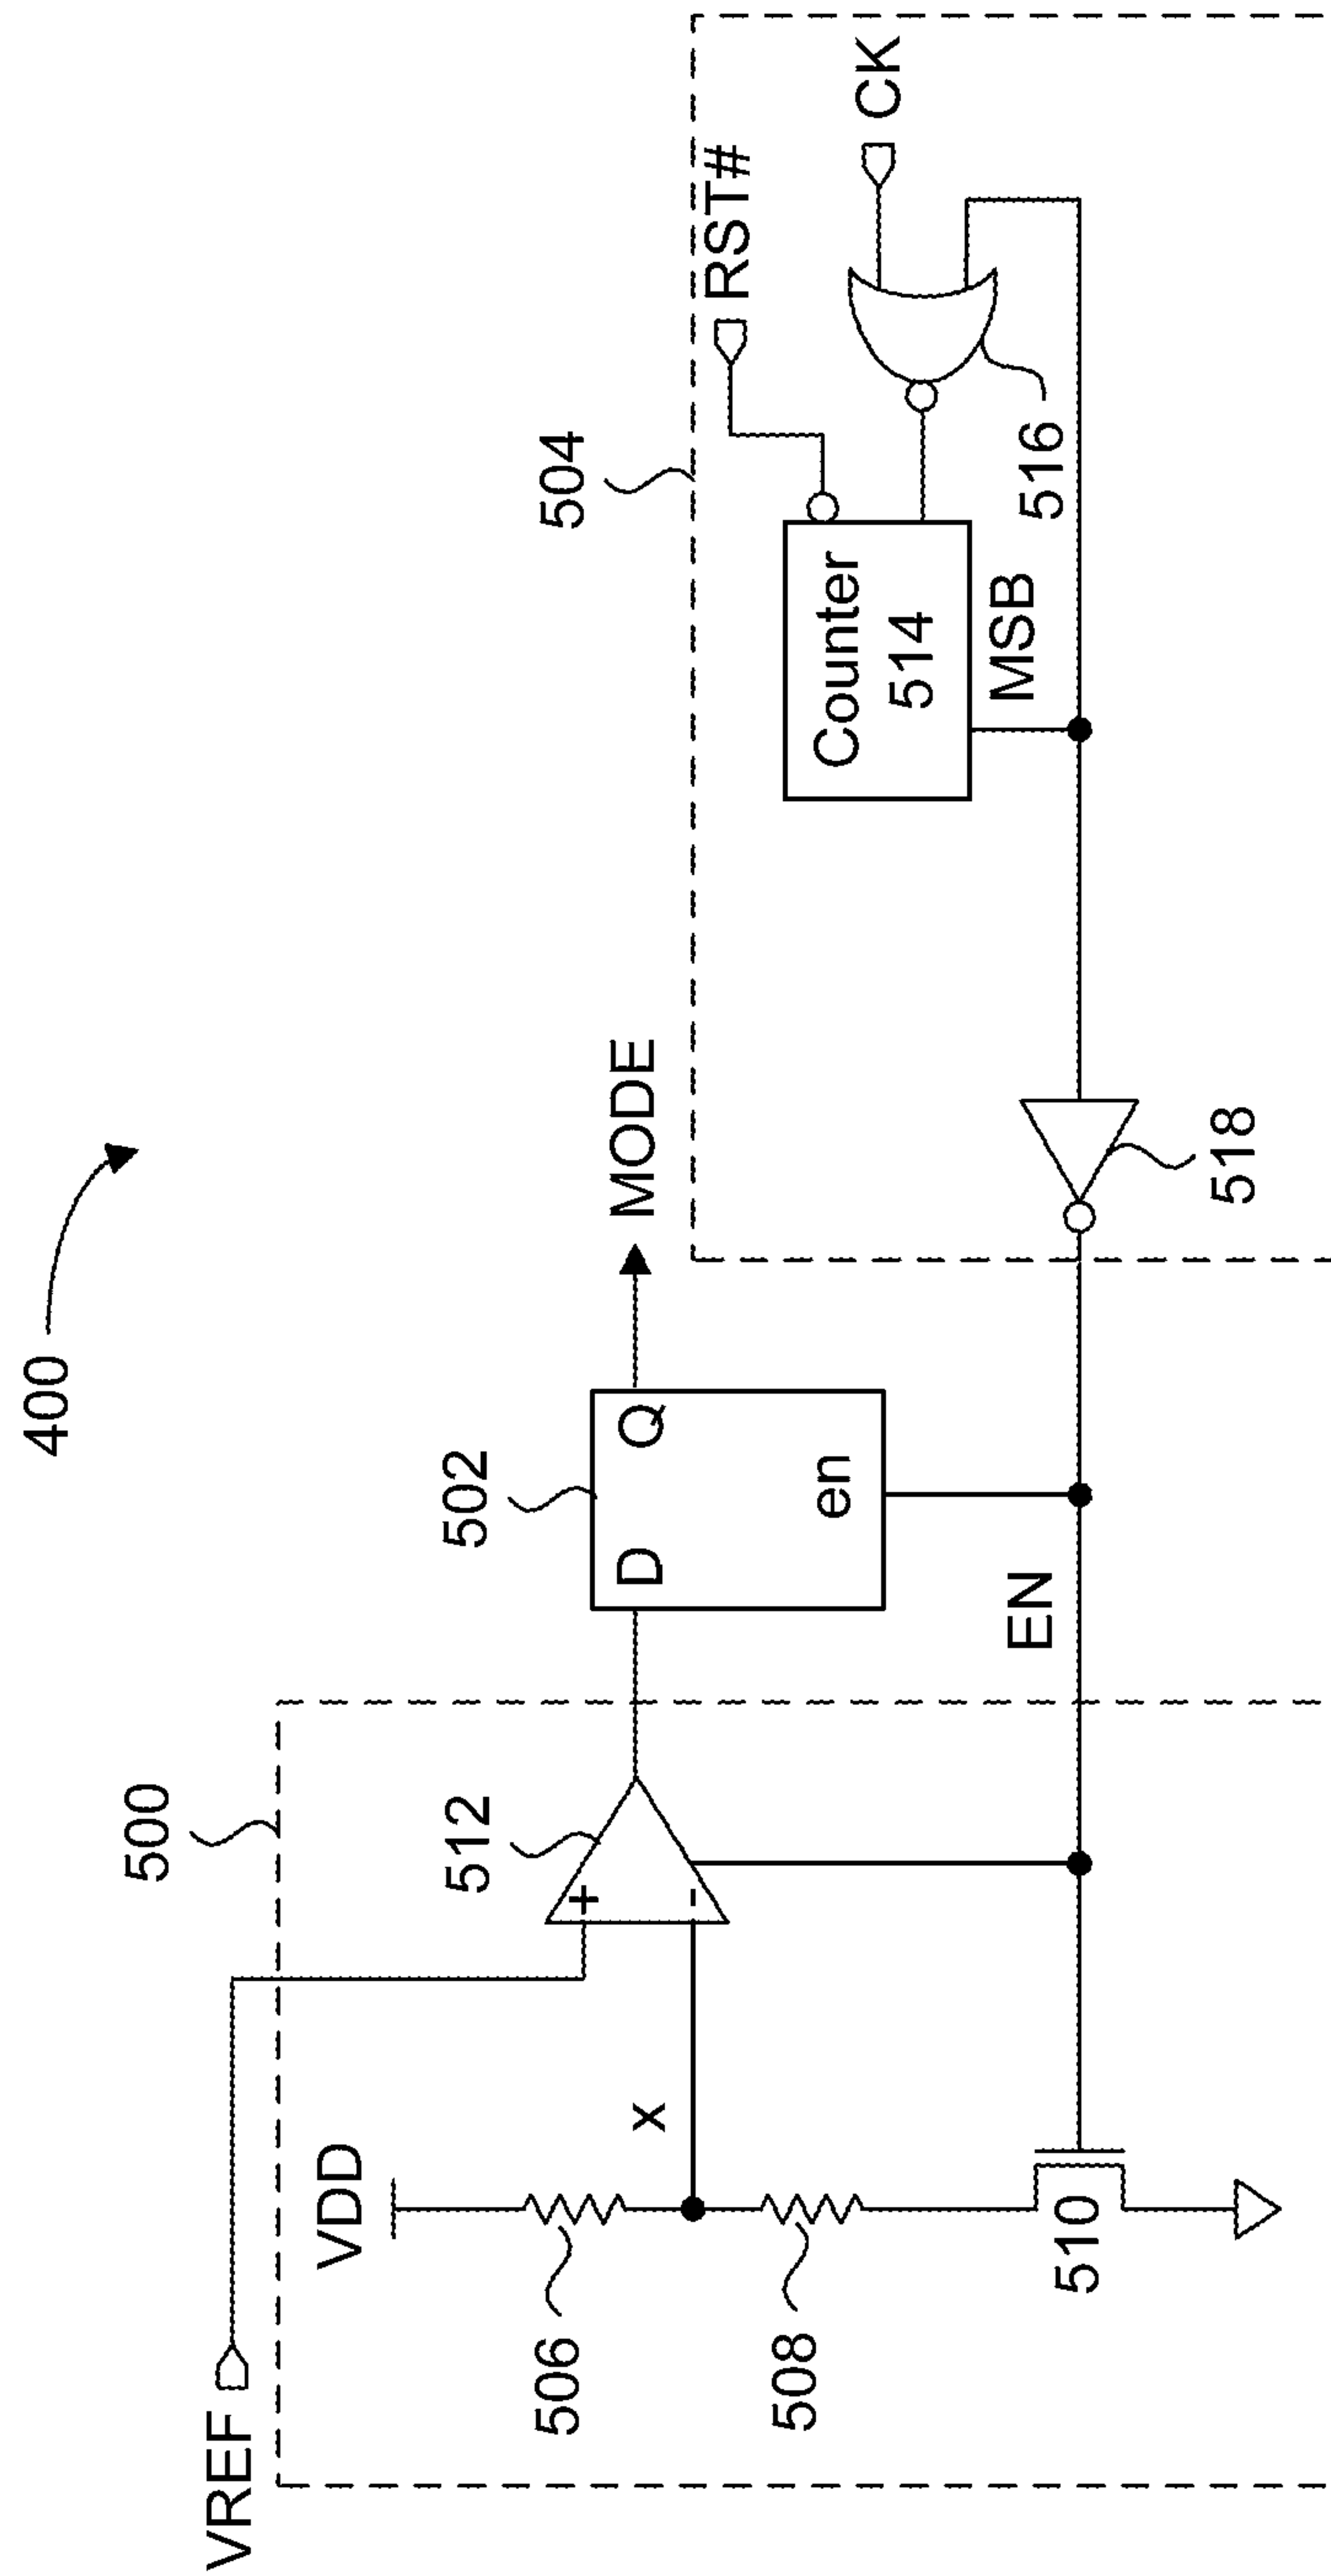 400
500
VREF
VDD
506
x
508
510
512
+
-
502
D
Q
en
MODE
EN
504
RST#
CK
Counter
514
MSB
516
518